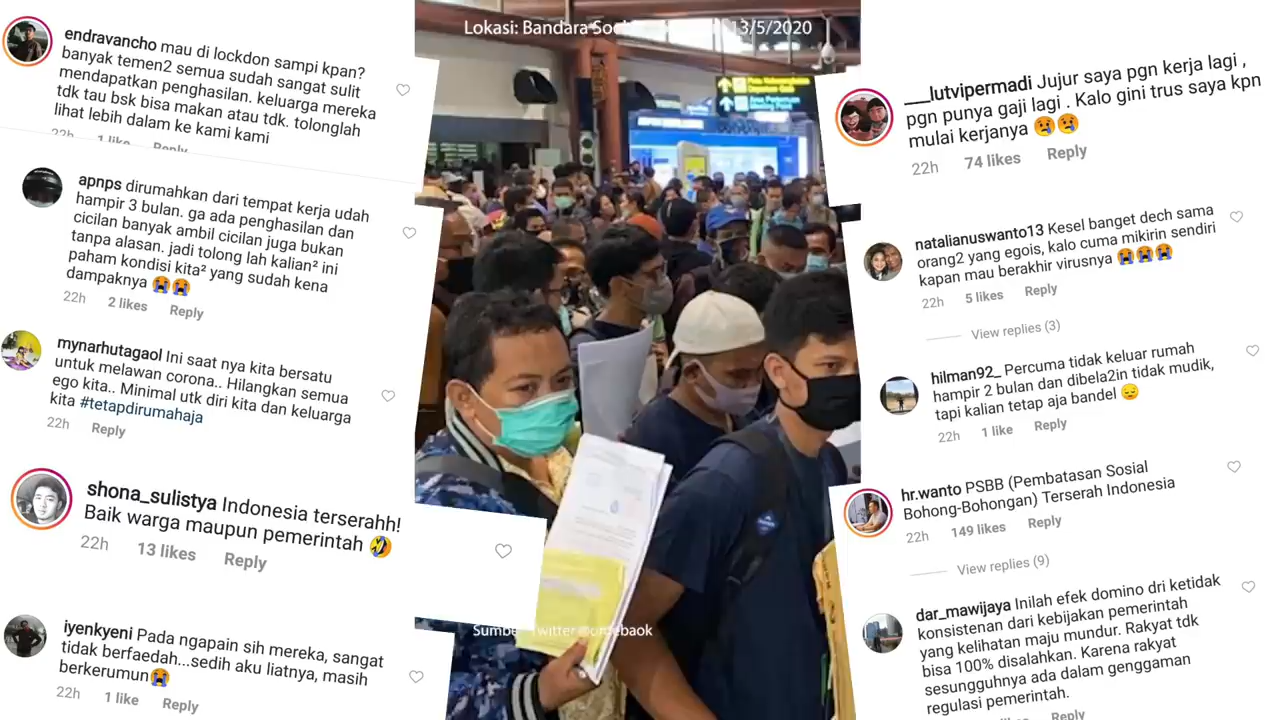 endravancho mau di lockdon sampi kpan?
banyak temen2 semua sudah sangat sulit
mendapatkan penghasilan. keluarga mereka
tdk tau bsk bisa makan atau tdk. tolonglah
lihat lebih dalam ke kami kami
22h 1 like Reply
apnps dirumahkan dari tempat kerja udah
hampir 3 bulan. ga ada penghasilan dan
cicilan banyak ambil cicilan juga bukan
tanpa alasan. jadi tolong lah kalian² ini
paham kondisi kita² yang sudah kena
dampaknya 😭😭
22h 2 likes Reply
mynarhutagaol Ini saat nya kita bersatu
untuk melawan corona.. Hilangkan semua
ego kita.. Minimal utk diri kita dan keluarga
kita #tetapdirumahaja
22h Reply
shona_sulistya Indonesia terserahh!
Baik warga maupun pemerintah 🤣
22h 13 likes Reply
iyenkyeni Pada ngapain sih mereka, sangat
tidak berfaedah...sedih aku liatnya, masih
berkerumun😭
22h 1 like Reply
Lokasi: Bandara 13/5/2020
Sumber Twitter @ordebaok
___lutvipermadi Jujur saya pgn kerja lagi ,
pgn punya gaji lagi . Kalo gini trus saya kpn
mulai kerjanya 😢😢
22h 74 likes Reply
natalianuswanto13 Kesel banget dech sama
orang2 yang egois, kalo cuma mikirin sendiri
kapan mau berakhir virusnya 😭😭😭
22h 5 likes Reply
View replies (3)
hilman92_ Percuma tidak keluar rumah
hampir 2 bulan dan dibela2in tidak mudik,
tapi kalian tetap aja bandel 😔
22h 1 like Reply
hr.wanto PSBB (Pembatasan Sosial
Bohong-Bohongan) Terserah Indonesia
22h 149 likes Reply
View replies (9)
dar_mawijaya Inilah efek domino dri ketidak
konsistenan dari kebijakan pemerintah
yang kelihatan maju mundur. Rakyat tdk
bisa 100% disalahkan. Karena rakyat
sesungguhnya ada dalam genggaman
regulasi pemerintah.
Reply